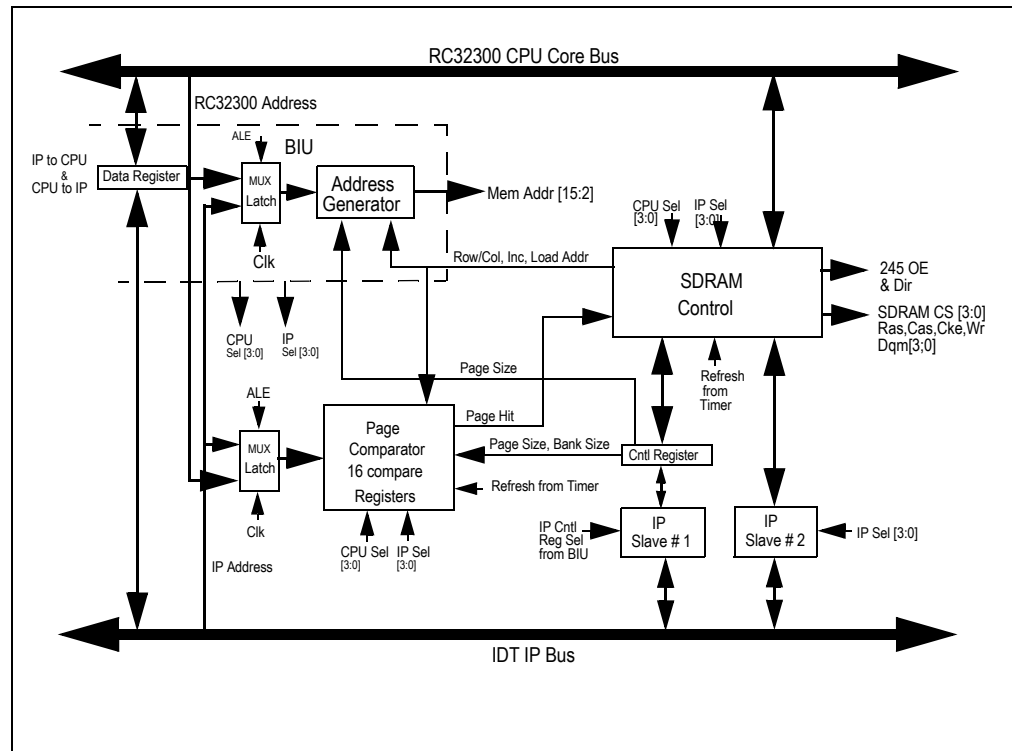 RC32300 CPU Core Bus
RC32300 Address
ALE
BIU
IP to CPU
&
CPU to IP
Data Register
MUX
Latch
Address
Generator
Mem Addr [15:2]
Clk
CPU Sel
[3:0]
IP Sel
[3:0]
Row/Col, Inc, Load Addr
SDRAM
Control
245 OE
& Dir
SDRAM CS [3:0]
Ras,Cas,Cke,Wr
Dqm[3;0]
CPU
Sel [3:0]
IP
Sel [3:0]
Page Size
Refresh
from
Timer
ALE
MUX
Latch
Clk
Page
Comparator
16 compare
Registers
Page Hit
Page Size, Bank Size
Cntl Register
Refresh from Timer
CPU Sel
[3:0]
IP Sel
[3:0]
IP Cntl
Reg Sel
from BIU
IP
Slave # 1
IP
Slave # 2
IP Sel [3:0]
IP Address
IDT IP Bus